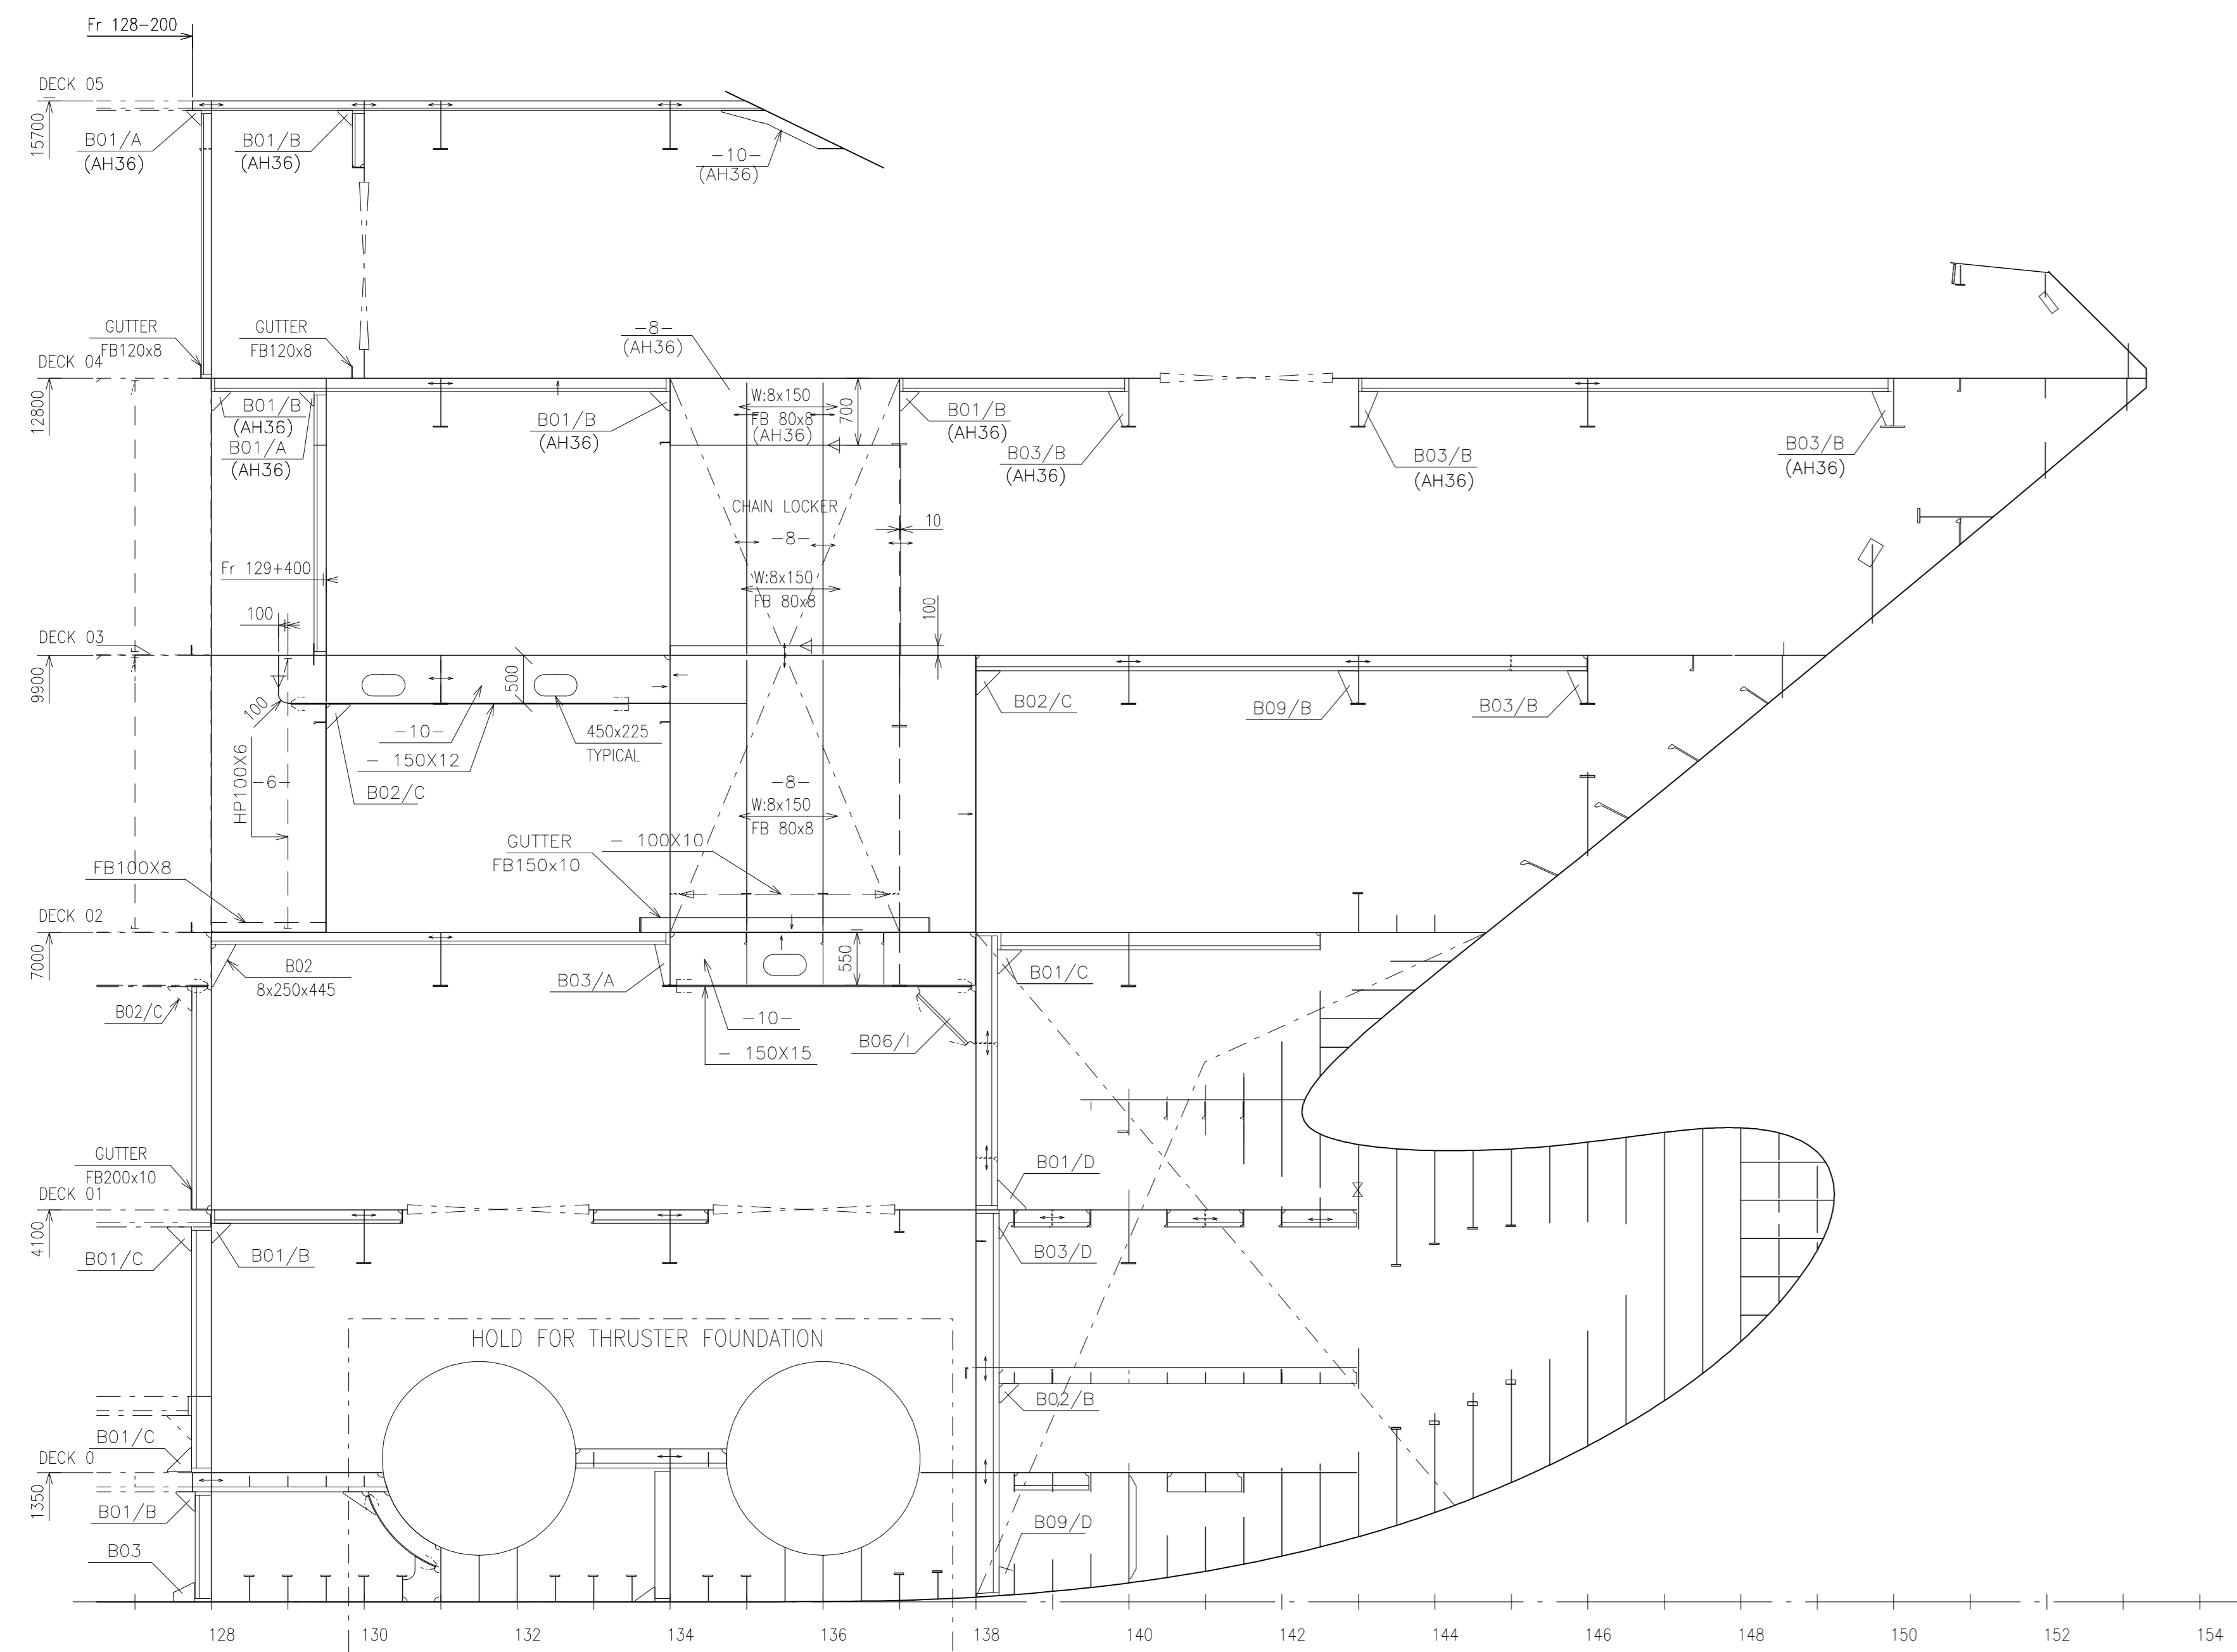 Fr 128-200
DECK 05
15700
B01/A
(AH36)
B01/B
(AH36)
-10-
(AH36)
GUTTER
FB120x8
GUTTER
FB120x8
-8-
(AH36)
DECK 04
12800
B01/B
(AH36)
B01/A
(AH36)
B01/B
(AH36)
W:8x150
FB 80x8
(AH36)
700
B01/B
(AH36)
B03/B
(AH36)
B03/B
(AH36)
B03/B
(AH36)
CHAIN LOCKER
10
-8-
Fr 129+400
W:8x150
FB 80x8
100
100
DECK 03
9900
500
100
B02/C
B09/B
B03/B
-10-
450x225
TYPICAL
- 150X12
HP100X6
-6-
B02/C
-8-
W:8x150
FB 80x8
GUTTER
FB150x10
- 100X10
FB100X8
DECK 02
7000
B02
8x250x445
B03/A
550
B01/C
B02/C
-10-
- 150X15
B06/I
GUTTER
FB200x10
B01/D
DECK 01
4100
B01/C
B01/B
B03/D
HOLD FOR THRUSTER FOUNDATION
B02/B
B01/C
DECK 0
1350
B01/B
B09/D
B03
128 130 132 134 136 138 140 142 144 146 148 150 152 154